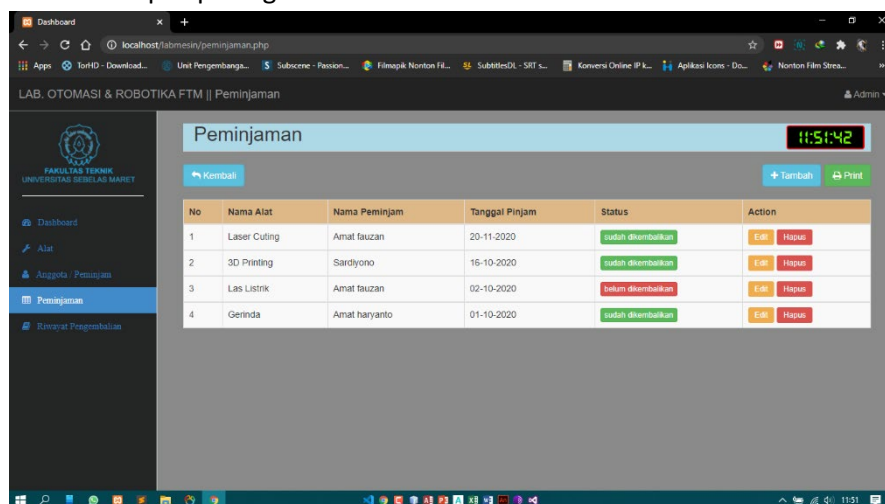 Dashboard
localhost/labmesin/peminjaman.php
Apps TorHD - Download... Unit Pengembanga... Subscene - Passion... Filmapik Nonton Fil... SubtitlesDL - SRT s... Konversi Online IP k... Aplikasi Icons - Do... Nonton Film Strea...
LAB. OTOMASI & ROBOTIKA FTM || Peminjaman
Admin
FAKULTAS TEKNIK
UNIVERSITAS SEBELAS MARET
Dashboard
Alat
Anggota / Peminjam
Peminjaman
Riwayat Pengembalian
Peminjaman
11:51:42
Kembali
+ Tambah Print
No Nama Alat Nama Peminjam Tanggal Pinjam Status Action
1 Laser Cuting Amat fauzan 20-11-2020 sudah dikembalikan Edit Hapus
2 3D Printing Sardiyono 16-10-2020 sudah dikembalikan Edit Hapus
3 Las Listrik Amat fauzan 02-10-2020 belum dikembalikan Edit Hapus
4 Gerinda Amat haryanto 01-10-2020 sudah dikembalikan Edit Hapus
11:51